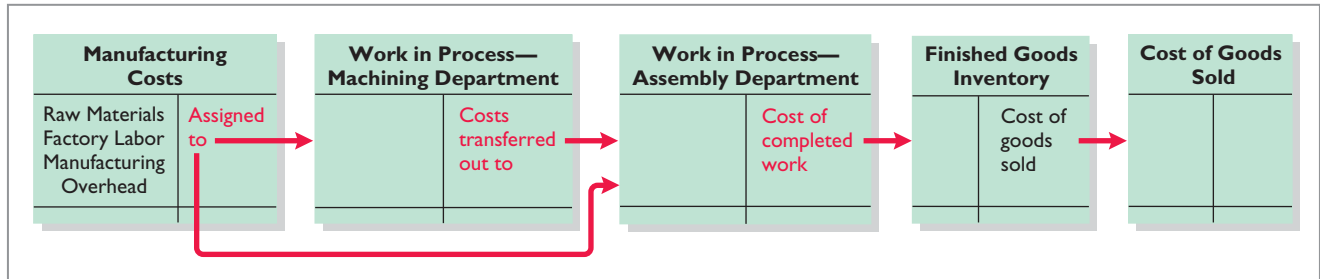 Manufacturing
Costs
Raw Materials
Factory Labor
Manufacturing
Overhead
Assigned
to
Work in Process—
Machining Department
Costs
transferred
out to
Work in Process—
Assembly Department
Cost of
completed
work
Finished Goods
Inventory
Cost of
goods
sold
Cost of Goods
Sold